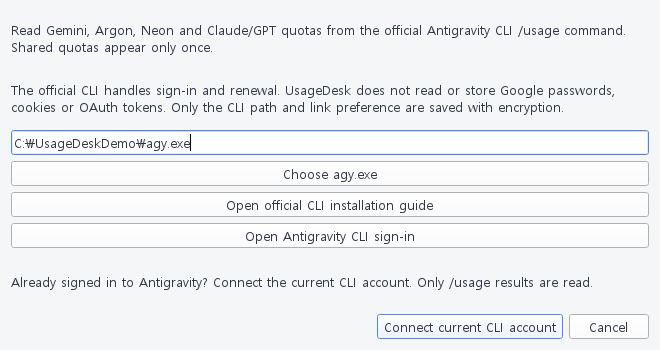 Read Gemini, Argon, Neon and Claude/GPT quotas from the official Antigravity CLI /usage command.
Shared quotas appear only once.
The official CLI handles sign-in and renewal. UsageDesk does not read or store Google passwords,
cookies or OAuth tokens. Only the CLI path and link preference are saved with encryption.
C:₩UsageDeskDemo₩agy.exe
Choose agy.exe
Open official CLI installation guide
Open Antigravity CLI sign-in
Already signed in to Antigravity? Connect the current CLI account. Only /usage results are read.
Connect current CLI account
Cancel